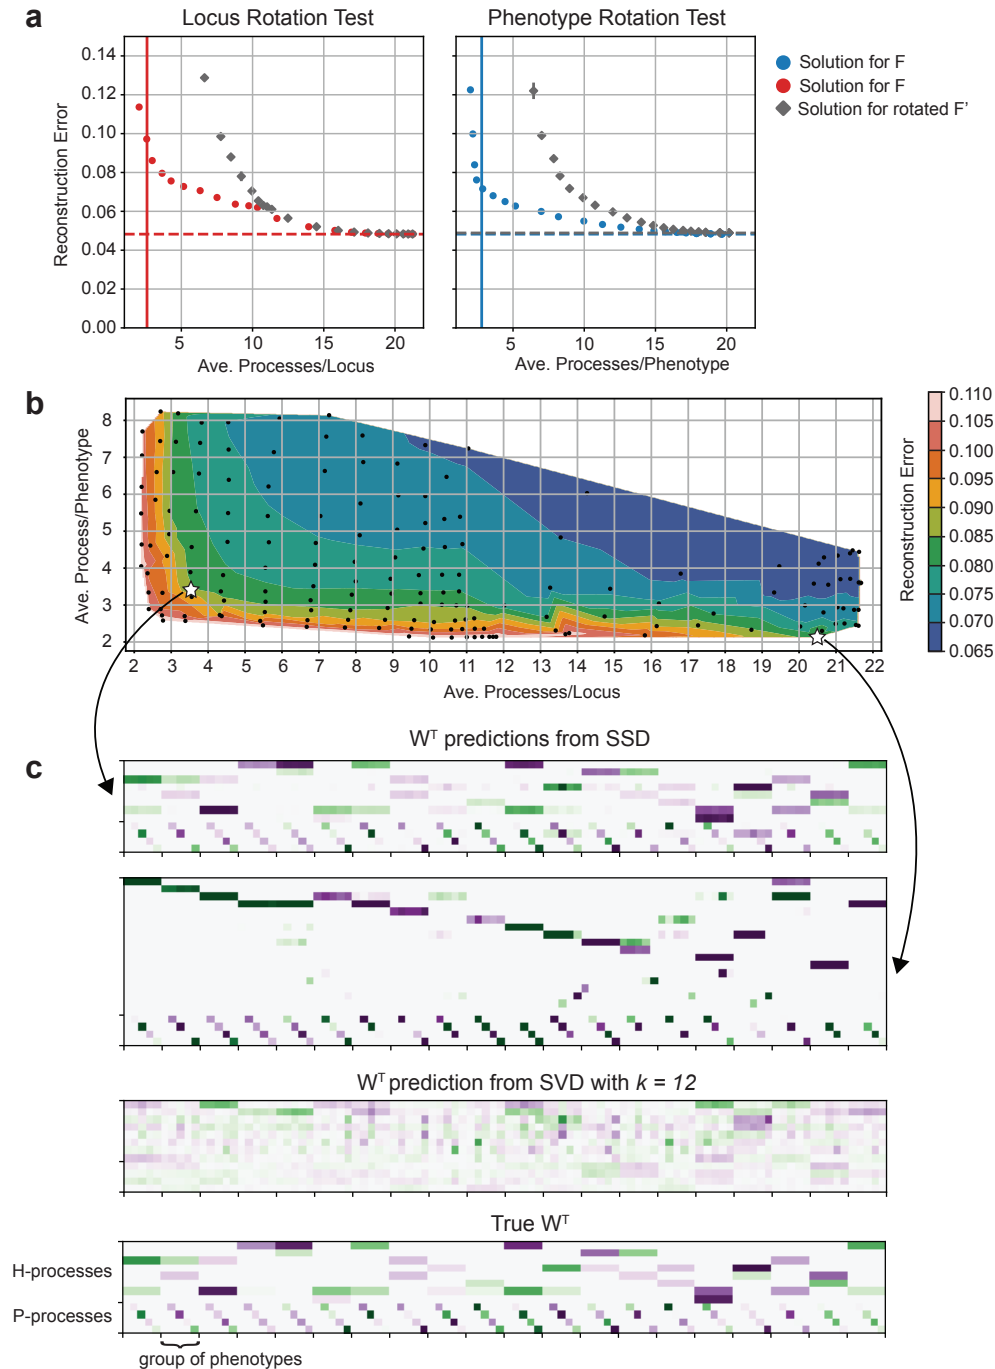 a
Locus Rotation Test
Phenotype Rotation Test
0.14
0.12
0.10
0.08
0.06
0.04
0.02
0.00
Reconstruction Error
5
10
15
20
Ave. Processes/Locus
5
10
15
20
Ave. Processes/Phenotype
Solution for F
Solution for F
Solution for rotated F'
b
8
7
6
5
4
3
2
Ave. Process/Phenotype
2 3 4 5 6 7 8 9 10 11 12 13 14 15 16 17 18 19 20 21 22
Ave. Processes/Locus
0.110
0.105
0.100
0.095
0.090
0.085
0.080
0.075
0.070
0.065
Reconstruction Error
c
Wᵀ predictions from SSD
Wᵀ prediction from SVD with k = 12
True Wᵀ
H-processes
P-processes
group of phenotypes